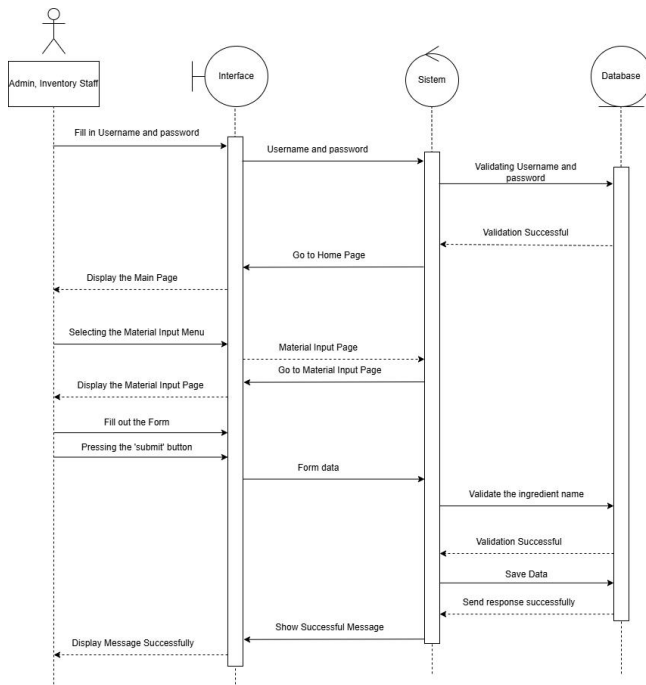 Admin, Inventory Staff
Interface
Sistem
Database
Fill in Username and password
Username and password
Validating Username and
password
Validation Successful
Go to Home Page
Display the Main Page
Selecting the Material Input Menu
Material Input Page
Go to Material Input Page
Display the Material Input Page
Fill out the Form
Pressing the 'submit' button
Form data
Validate the ingredient name
Validation Successful
Save Data
Send response successfully
Show Successful Message
Display Message Successfully